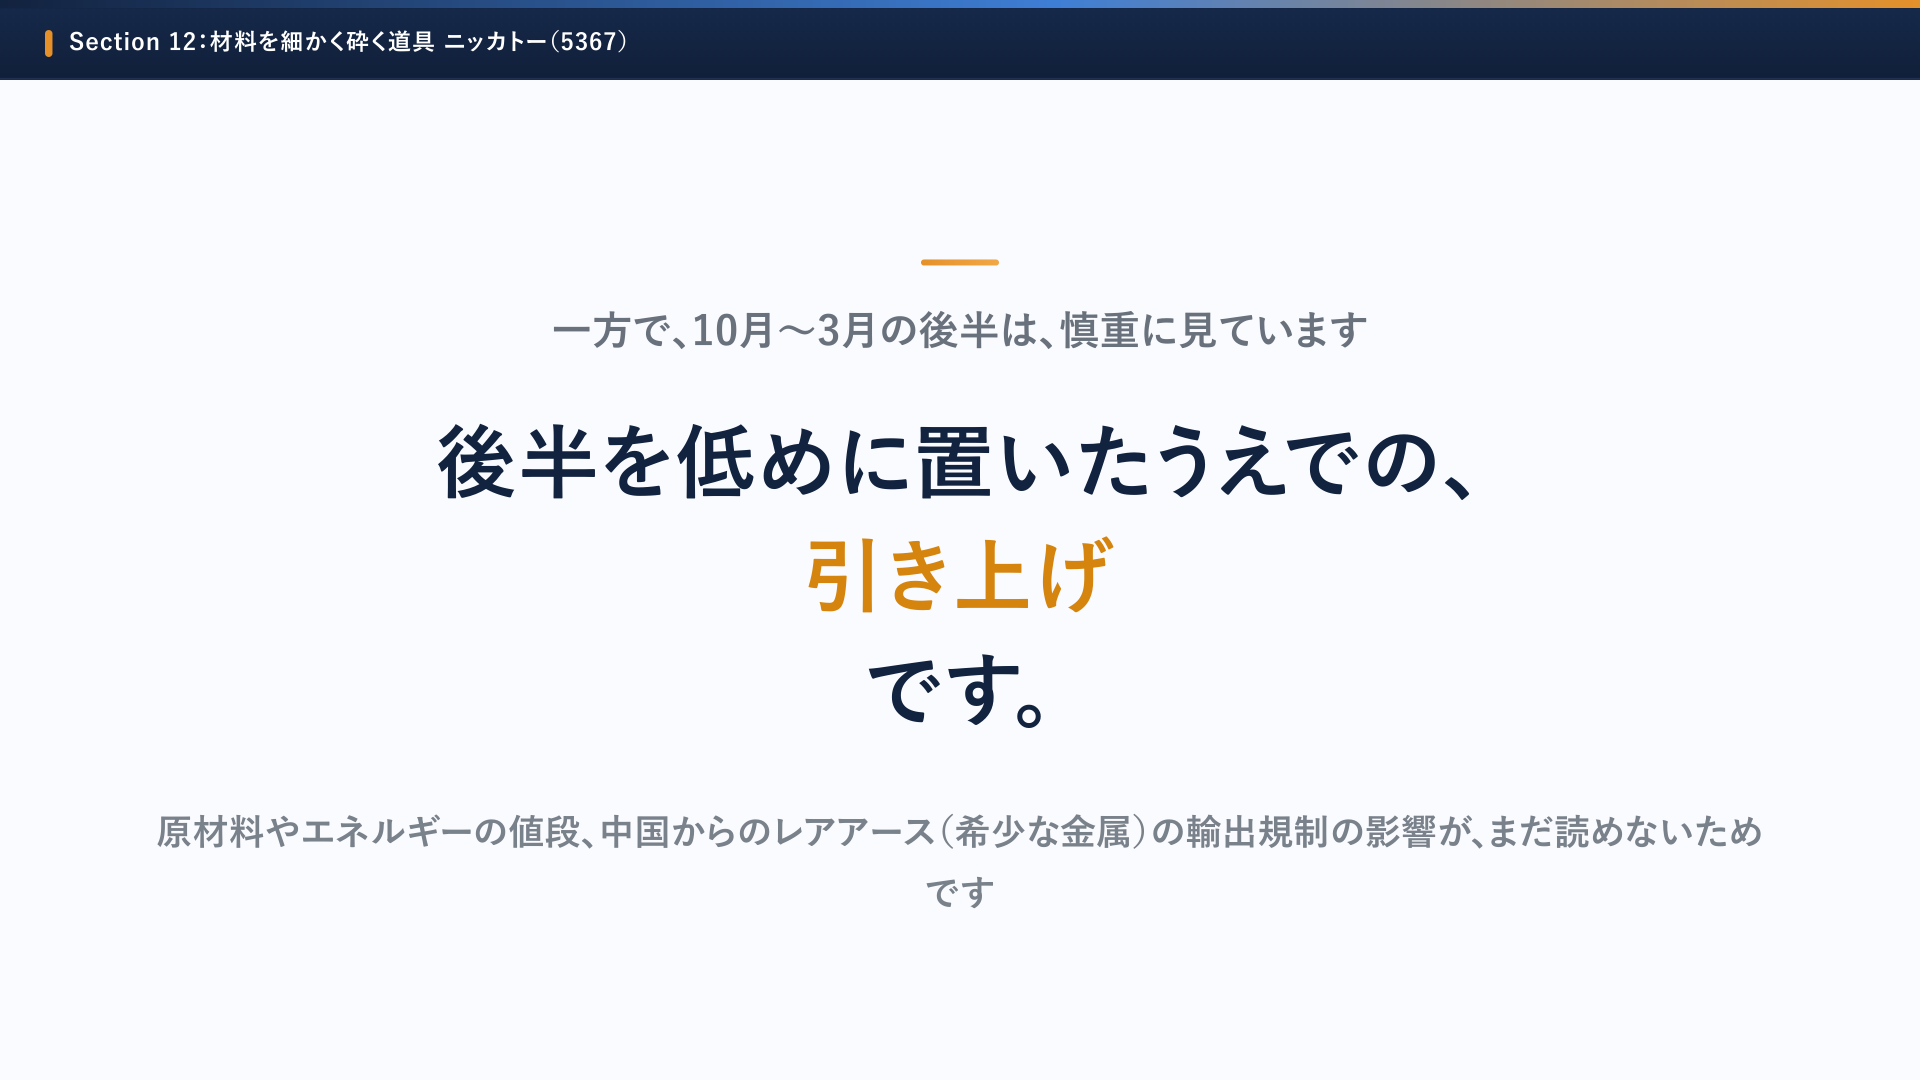 Section 12：材料を細かく砕く道具 ニッカトー（5367）
一方で、10月〜3月の後半は、慎重に見ています
後半を低めに置いたうえでの、
引き上げ
です。
原材料やエネルギーの値段、中国からのレアアース（希少な金属）の輸出規制の影響が、まだ読めないため
です